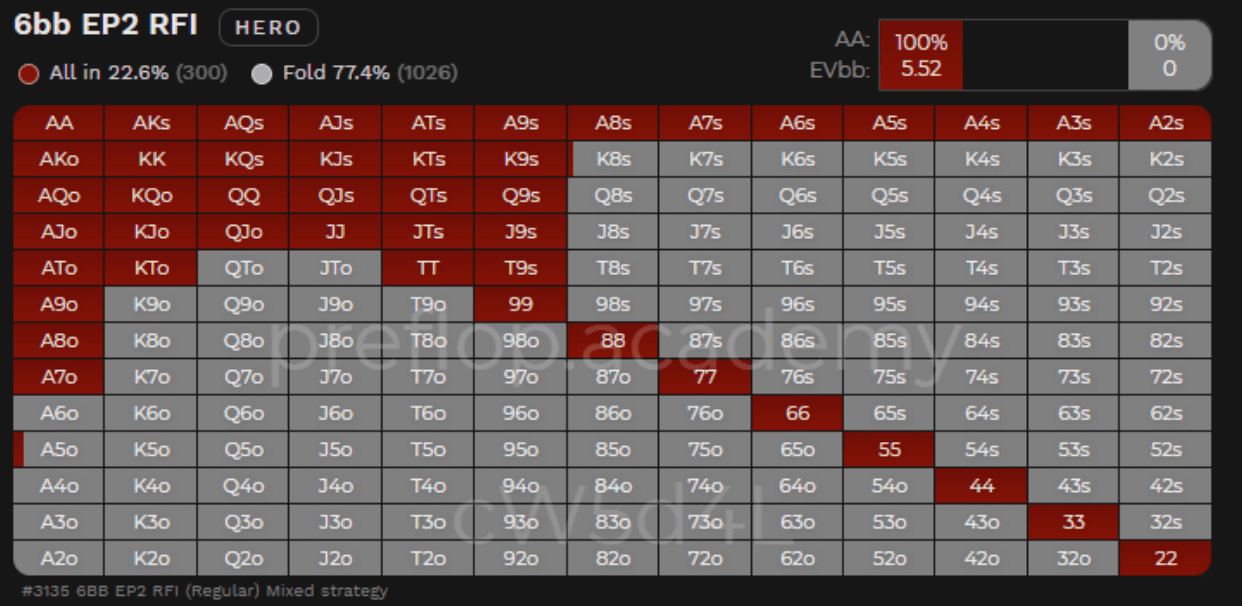 6bb EP2 RFI HERO
All in 22.6% (300) Fold 77.4% (1026)
AA: 100% 0%
EVbb: 5.52 0
AA AKs AQs AJs ATs A9s A8s A7s A6s A5s A4s A3s A2s
AKo KK KQs KJs KTs K9s K8s K7s K6s K5s K4s K3s K2s
AQo KQo QQ QJs QTs Q9s Q8s Q7s Q6s Q5s Q4s Q3s Q2s
AJo KJo QJo JJ JTs J9s J8s J7s J6s J5s J4s J3s J2s
ATo KTo QTo JTo TT T9s T8s T7s T6s T5s T4s T3s T2s
A9o K9o Q9o J9o T9o 99 98s 97s 96s 95s 94s 93s 92s
A8o K8o Q8o J8o T8o 98o 88 87s 86s 85s 84s 83s 82s
preflop.academy
A7o K7o Q7o J7o T7o 97o 87o 77 76s 75s 74s 73s 72s
A6o K6o Q6o J6o T6o 96o 86o 76o 66 65s 64s 63s 62s
A5o K5o Q5o J5o T5o 95o 85o 75o 65o 55 54s 53s 52s
A4o K4o Q4o J4o T4o 94o 84o 74o 64o 54o 44 43s 42s
A3o K3o Q3o J3o T3o 93o 83o 73o 63o 53o 43o 33 32s
cW5d4L
A2o K2o Q2o J2o T2o 92o 82o 72o 62o 52o 42o 32o 22
#3135 6BB EP2 RFI (Regular) Mixed strategy